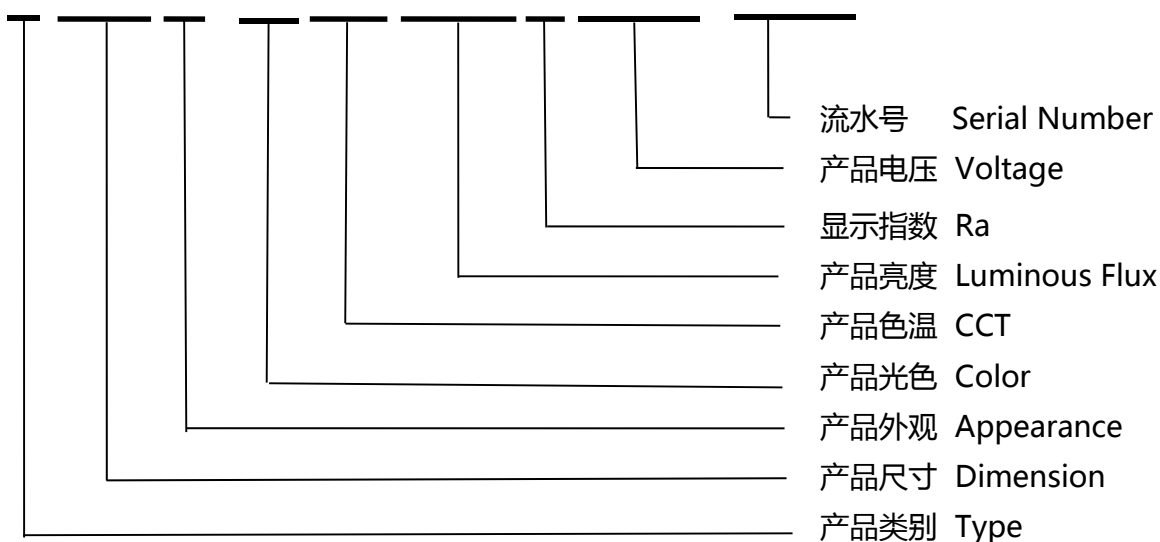 流水号 Serial Number
产品电压 Voltage
显示指数 Ra
产品亮度 Luminous Flux
产品色温 CCT
产品光色 Color
产品外观 Appearance
产品尺寸 Dimension
产品类别 Type